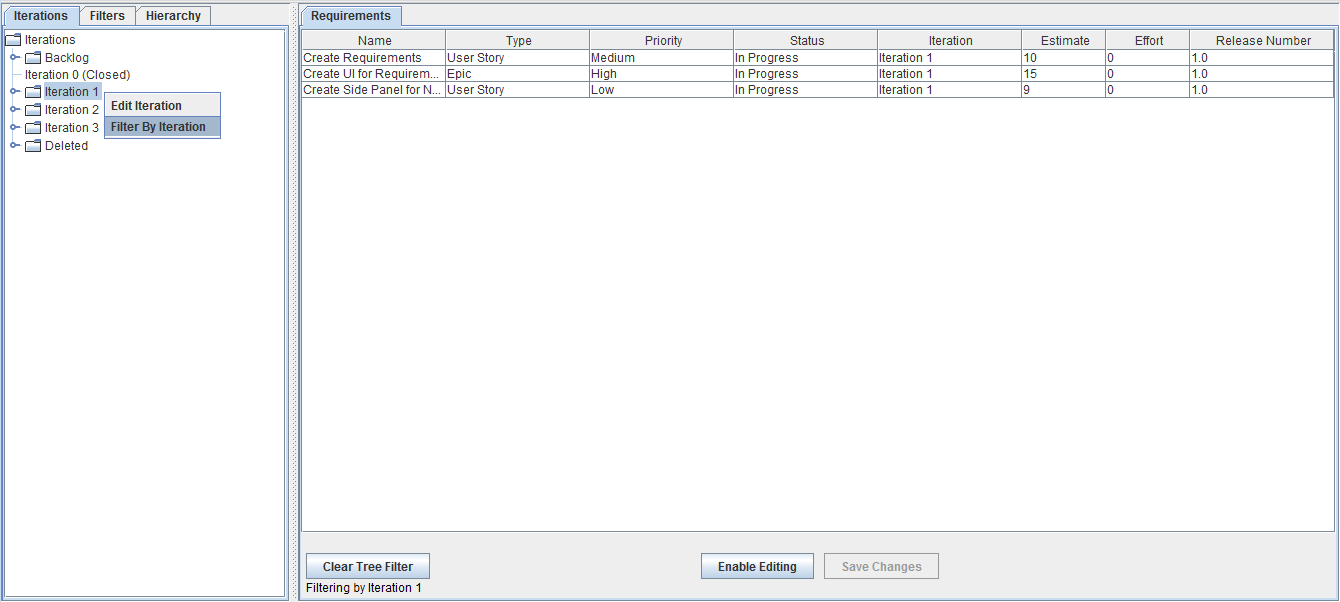 Iterations Filters Hierarchy
Iterations
Backlog
Iteration 0 (Closed)
Iteration 1
Iteration 2
Iteration 3
Deleted
Edit Iteration
Filter By Iteration
Requirements
Name Type Priority Status Iteration Estimate Effort Release Number
Create Requirements User Story Medium In Progress Iteration 1 10 0 1.0
Create UI for Requirem... Epic High In Progress Iteration 1 15 0 1.0
Create Side Panel for N... User Story Low In Progress Iteration 1 9 0 1.0
Clear Tree Filter Enable Editing Save Changes
Filtering by Iteration 1